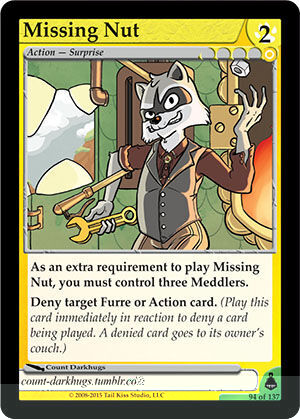 Missing Nut
2
Action — Surprise
As an extra requirement to play Missing
Nut, you must control three Meddlers.
Deny target Furre or Action card. (Play this
card immediately in reaction to deny a card
being played. A denied card goes to its owner's
couch.)
Count Darkhugs
count-darkhugs.tumblr.co
© 2008-2015 Tail Kiss Studio, LLC
94 of 137